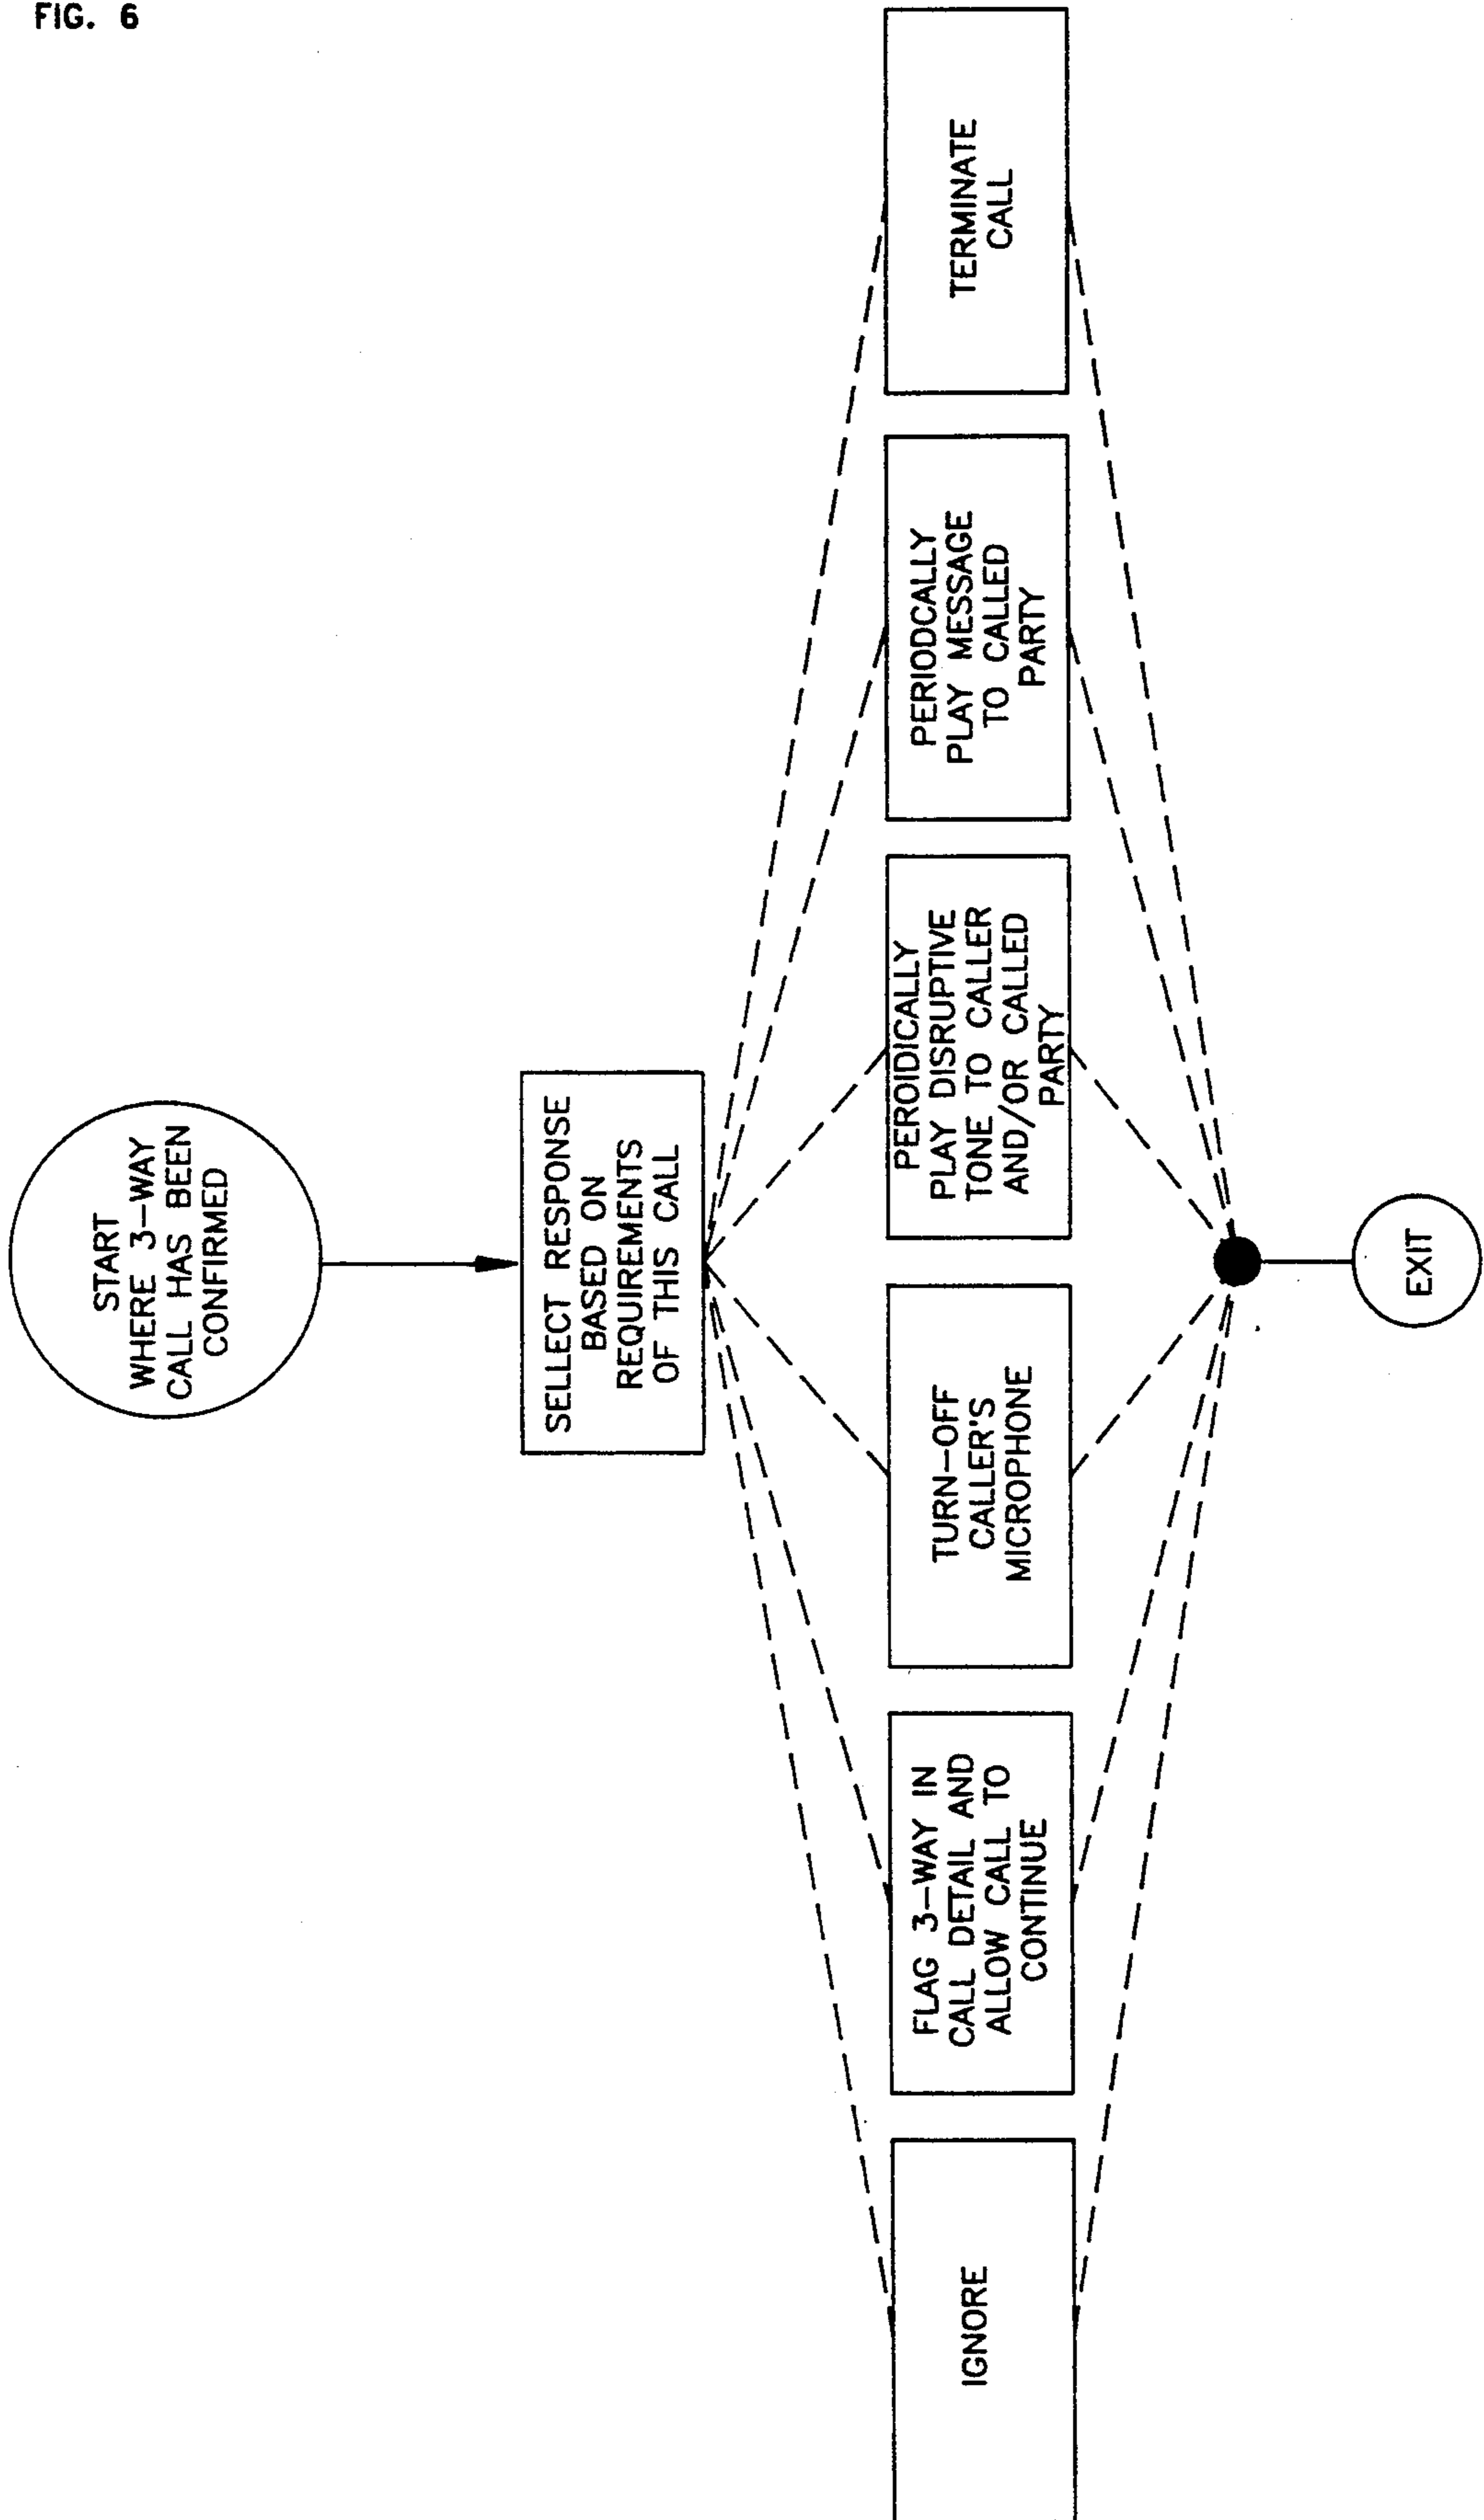 FIG. 6
START
WHERE 3-WAY
CALL HAS BEEN
CONFIRMED
SELLECT RESPONSE
BASED ON
REQUIREMENTS
OF THIS CALL
IGNORE
FLAG 3-WAY IN
CALL DETAIL AND
ALLOW CALL TO
CONTINUE
TURN-OFF
CALLER'S
MICROPHONE
PEROIDICALLY
PLAY DISRUPTIVE
TONE TO CALLER
AND/OR CALLED
PARTY
PERIODCALLY
PLAY MESSAGE
TO CALLED
PARTY
TERMINATE
CALL
EXIT